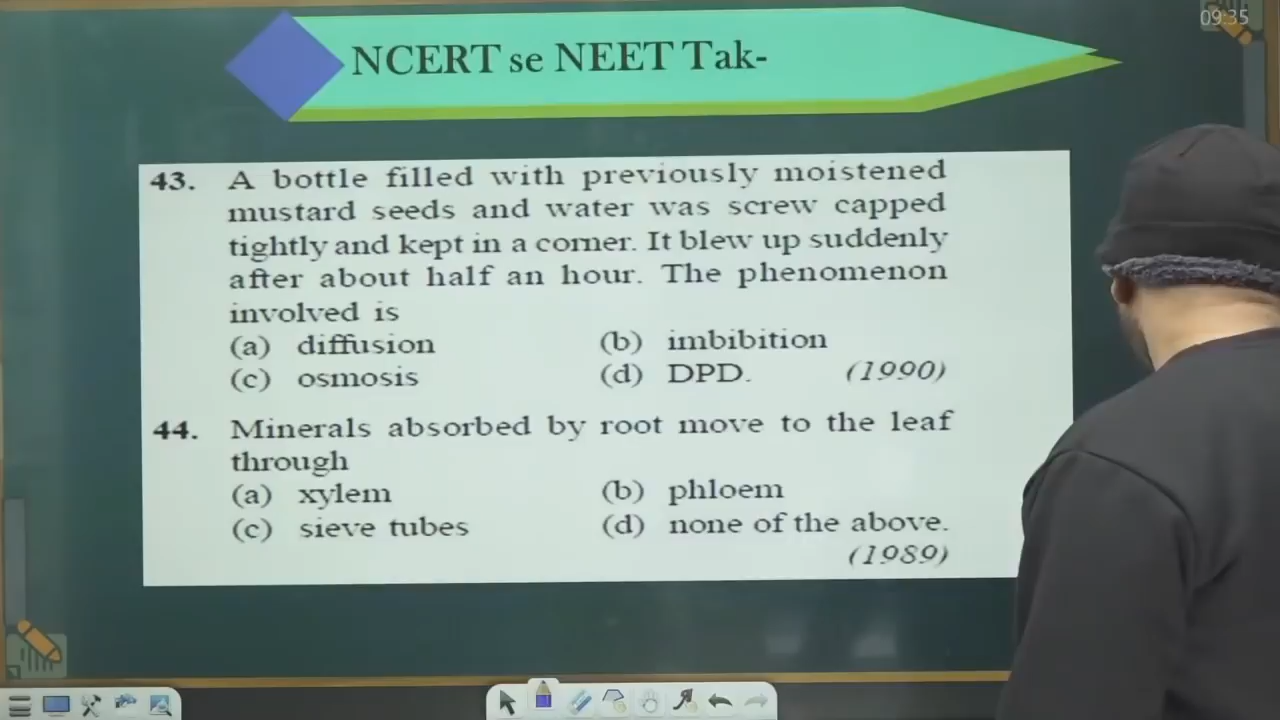 09:35
NCERT se NEET Tak-
43. A bottle filled with previously moistened
mustard seeds and water was screw capped
tightly and kept in a corner. It blew up suddenly
after about half an hour. The phenomenon
involved is
(a) diffusion (b) imbibition
(c) osmosis (d) DPD. (1990)
44. Minerals absorbed by root move to the leaf
through
(a) xylem (b) phloem
(c) sieve tubes (d) none of the above.
(1989)